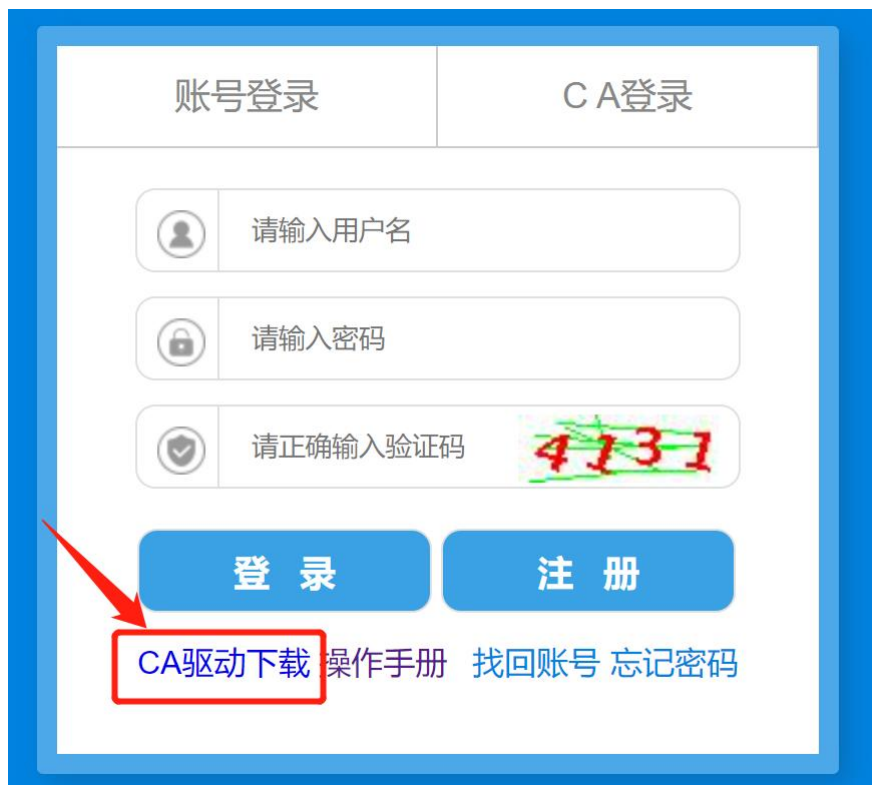 账号登录 CA登录
请输入用户名
请输入密码
请正确输入验证码 4131
登 录 注 册
CA驱动下载 操作手册 找回账号 忘记密码